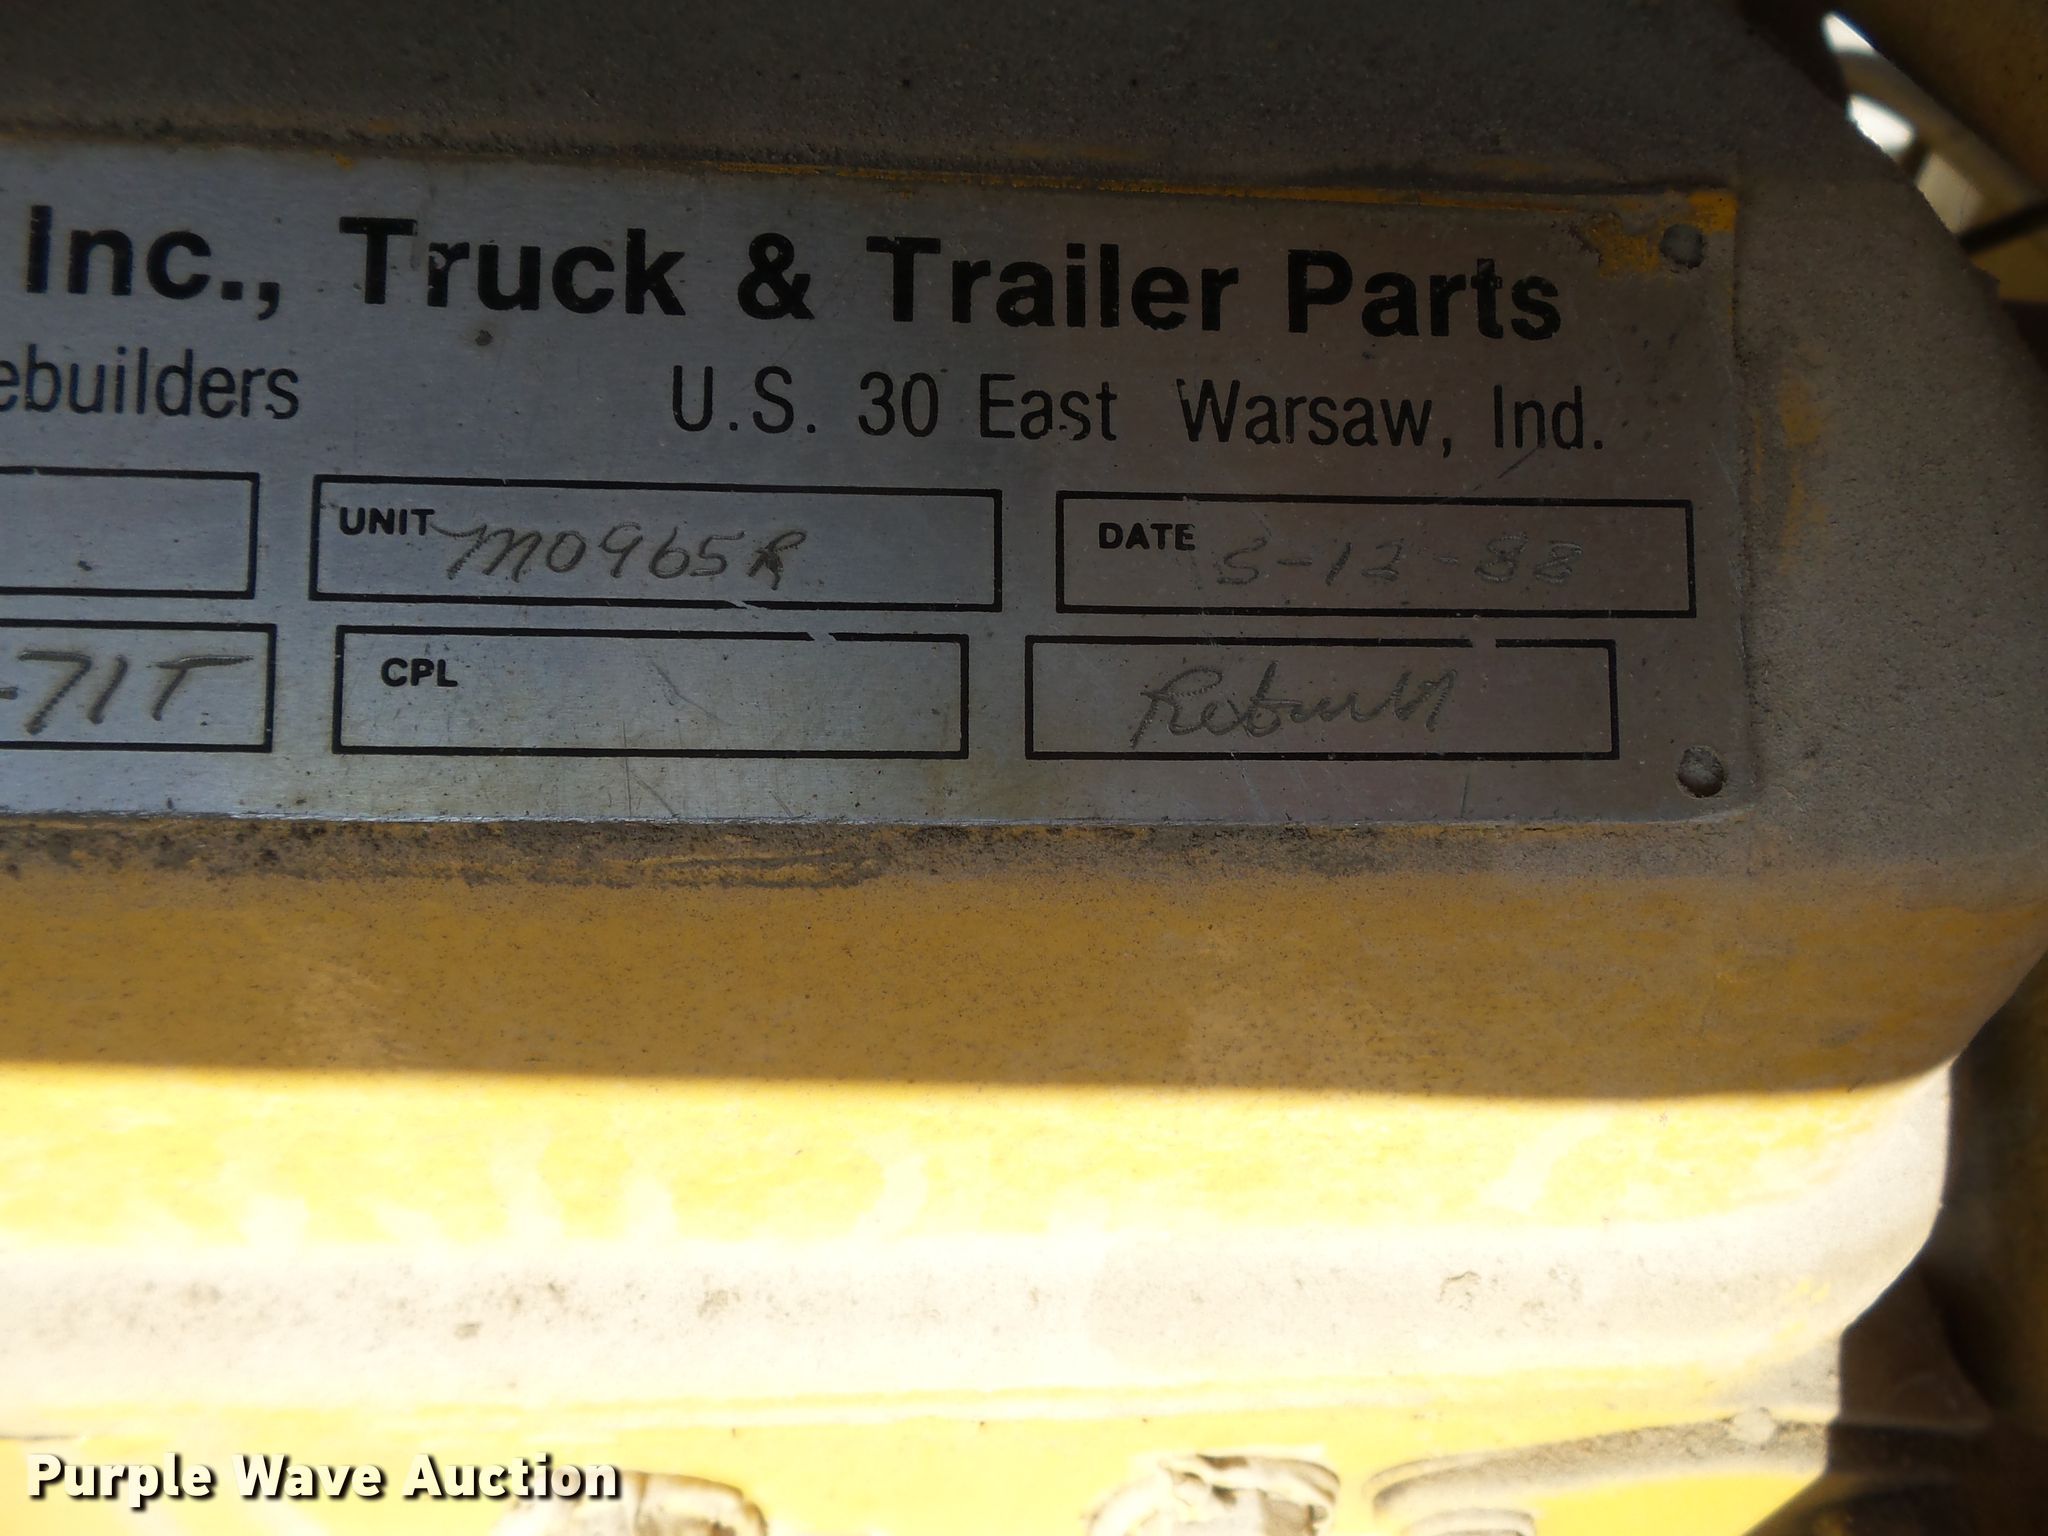 Inc., Truck & Trailer Parts
ebuilders U.S. 30 East Warsaw, Ind.
UNIT M0965R DATE 5-12-88
-71T CPL Rebuilt
Purple Wave Auction